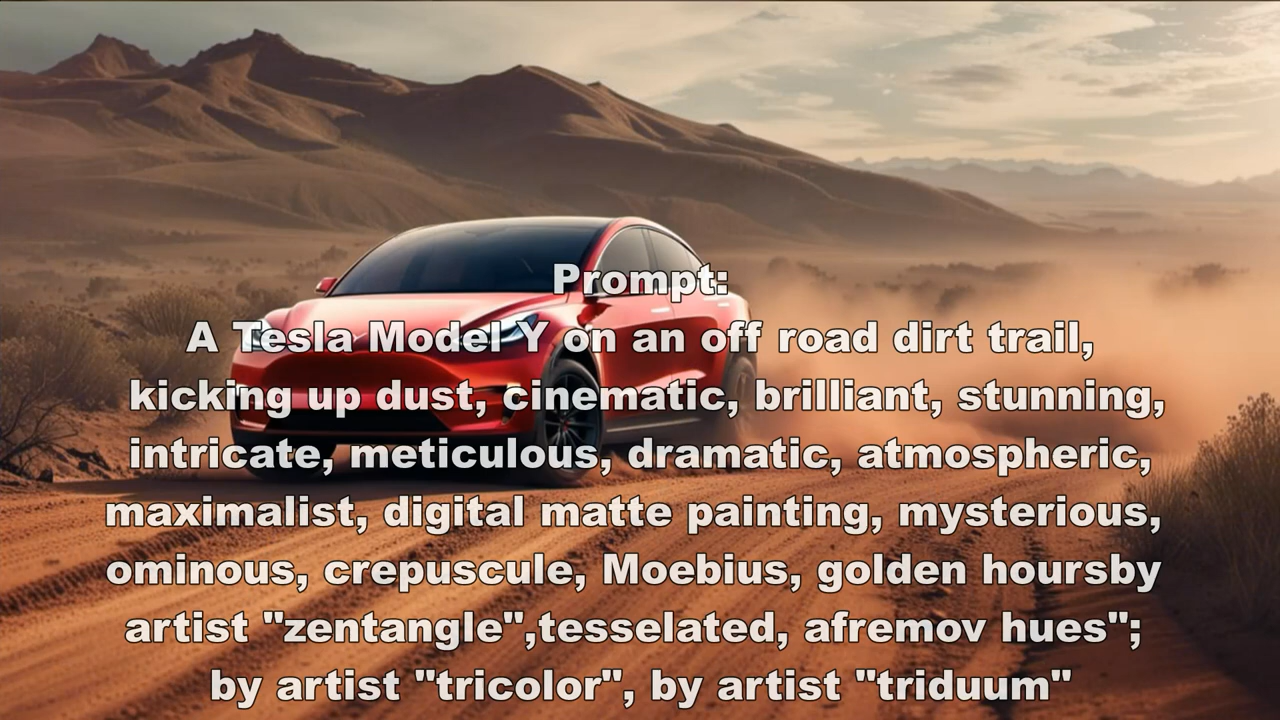 Prompt:
A Tesla Model Y on an off road dirt trail,
kicking up dust, cinematic, brilliant, stunning,
intricate, meticulous, dramatic, atmospheric,
maximalist, digital matte painting, mysterious,
ominous, crepuscule, Moebius, golden hoursby
artist "zentangle",tesselated, afremov hues";
by artist "tricolor", by artist "triduum"